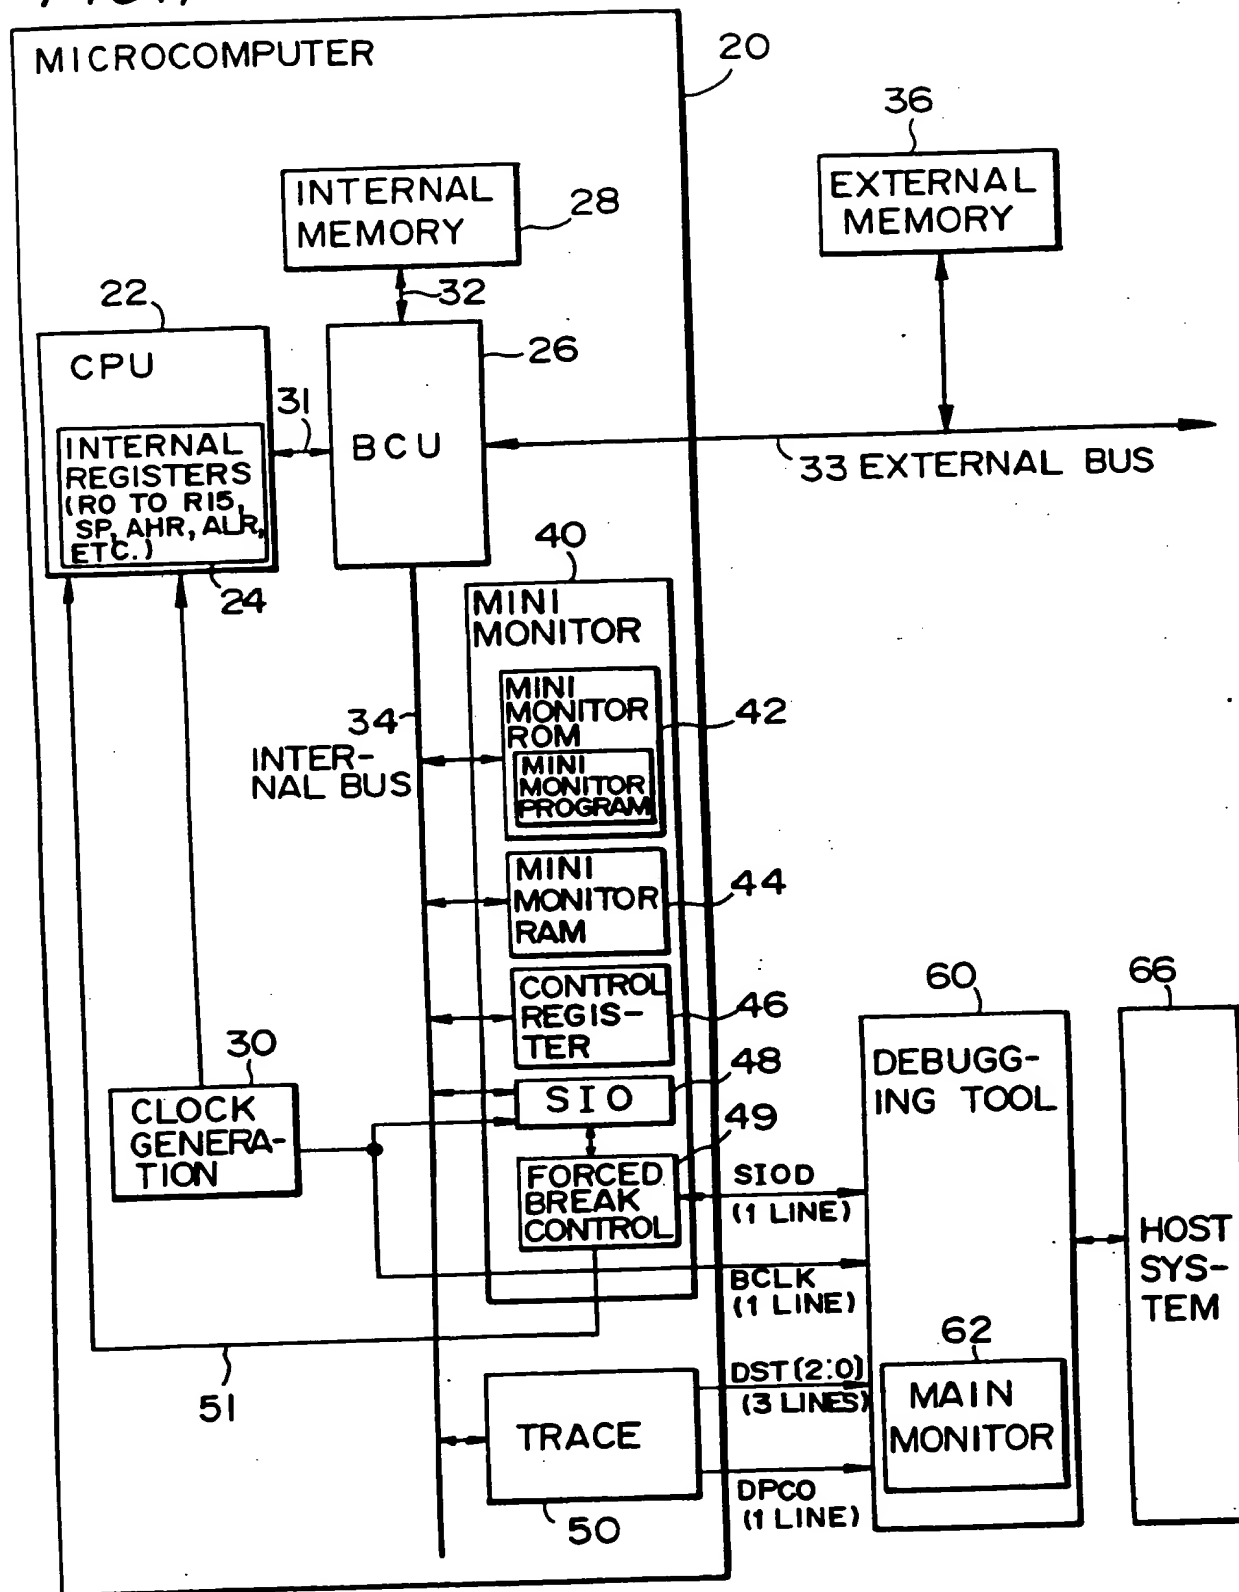 MICROCOMPUTER
20
36
INTERNAL
MEMORY
28
EXTERNAL
MEMORY
32
22
CPU
26
31
BCU
INTERNAL
REGISTERS
(R0 TO R15,
SP, AHR, ALR,
ETC.)
24
33 EXTERNAL BUS
40
MINI
MONITOR
MINI
MONITOR
ROM
42
34
INTER-
NAL BUS
MINI
MONITOR
PROGRAM
MINI
MONITOR
RAM
44
CONTROL
REGIS-
TER
46
60
66
30
CLOCK
GENERA-
TION
SIO
48
DEBUGG-
ING TOOL
49
FORCED
BREAK
CONTROL
SIOD
(1 LINE)
HOST
SYS-
TEM
BCLK
(1 LINE)
51
62
MAIN
MONITOR
DST(2:0)
(3 LINES)
TRACE
DPCO
(1 LINE)
50